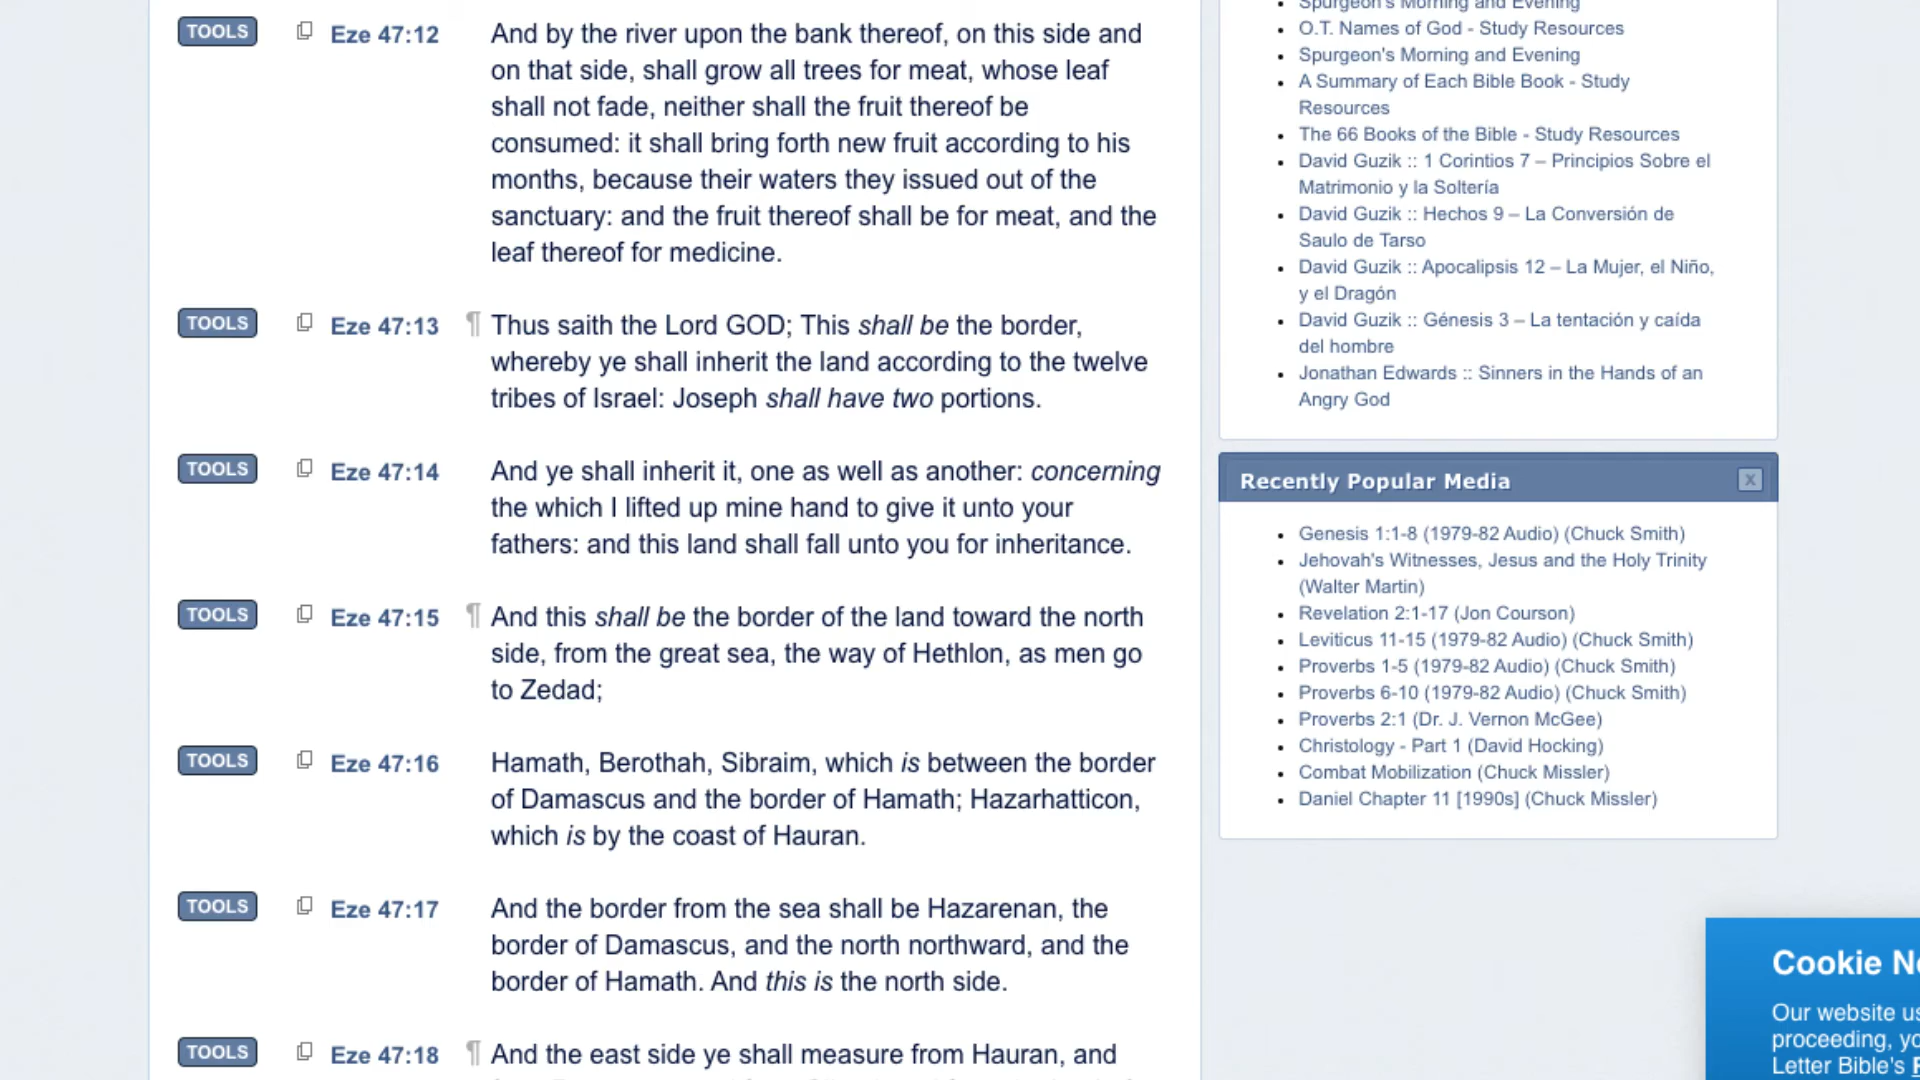 TOOLS Eze 47:12 And by the river upon the bank thereof, on this side and
on that side, shall grow all trees for meat, whose leaf
shall not fade, neither shall the fruit thereof be
consumed: it shall bring forth new fruit according to his
months, because their waters they issued out of the
sanctuary: and the fruit thereof shall be for meat, and the
leaf thereof for medicine.
TOOLS Eze 47:13 ¶ Thus saith the Lord GOD; This shall be the border,
whereby ye shall inherit the land according to the twelve
tribes of Israel: Joseph shall have two portions.
TOOLS Eze 47:14 And ye shall inherit it, one as well as another: concerning
the which I lifted up mine hand to give it unto your
fathers: and this land shall fall unto you for inheritance.
TOOLS Eze 47:15 ¶ And this shall be the border of the land toward the north
side, from the great sea, the way of Hethlon, as men go
to Zedad;
TOOLS Eze 47:16 Hamath, Berothah, Sibraim, which is between the border
of Damascus and the border of Hamath; Hazarhatticon,
which is by the coast of Hauran.
TOOLS Eze 47:17 And the border from the sea shall be Hazarenan, the
border of Damascus, and the north northward, and the
border of Hamath. And this is the north side.
TOOLS Eze 47:18 ¶ And the east side ye shall measure from Hauran, and
Spurgeon's Morning and Evening
O.T. Names of God - Study Resources
Spurgeon's Morning and Evening
A Summary of Each Bible Book - Study
Resources
The 66 Books of the Bible - Study Resources
David Guzik :: 1 Corintios 7 – Principios Sobre el
Matrimonio y la Soltería
David Guzik :: Hechos 9 – La Conversión de
Saulo de Tarso
David Guzik :: Apocalipsis 12 – La Mujer, el Niño,
y el Dragón
David Guzik :: Génesis 3 – La tentación y caída
del hombre
Jonathan Edwards :: Sinners in the Hands of an
Angry God
Recently Popular Media x
Genesis 1:1-8 (1979-82 Audio) (Chuck Smith)
Jehovah's Witnesses, Jesus and the Holy Trinity
(Walter Martin)
Revelation 2:1-17 (Jon Courson)
Leviticus 11-15 (1979-82 Audio) (Chuck Smith)
Proverbs 1-5 (1979-82 Audio) (Chuck Smith)
Proverbs 6-10 (1979-82 Audio) (Chuck Smith)
Proverbs 2:1 (Dr. J. Vernon McGee)
Christology - Part 1 (David Hocking)
Combat Mobilization (Chuck Missler)
Daniel Chapter 11 [1990s] (Chuck Missler)
Cookie
Our website
proceeding,
Letter Bible's